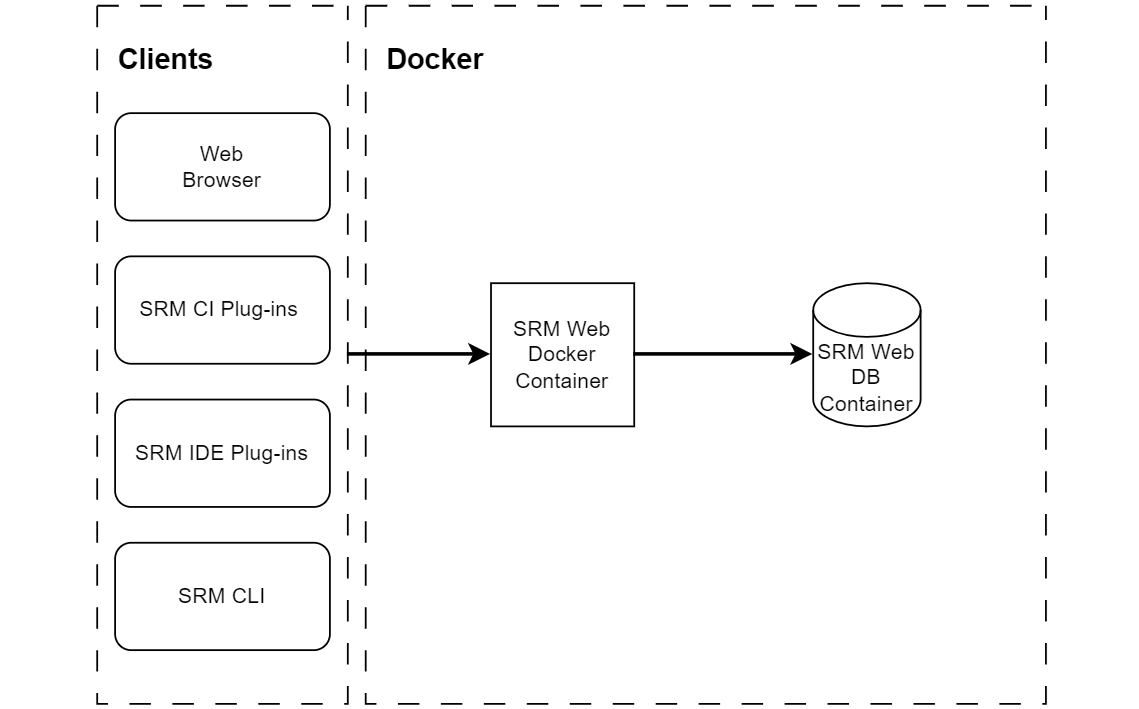 Clients
Web
Browser
SRM CI Plug-ins
SRM IDE Plug-ins
SRM CLI
Docker
SRM Web
Docker
Container
SRM Web
DB
Container